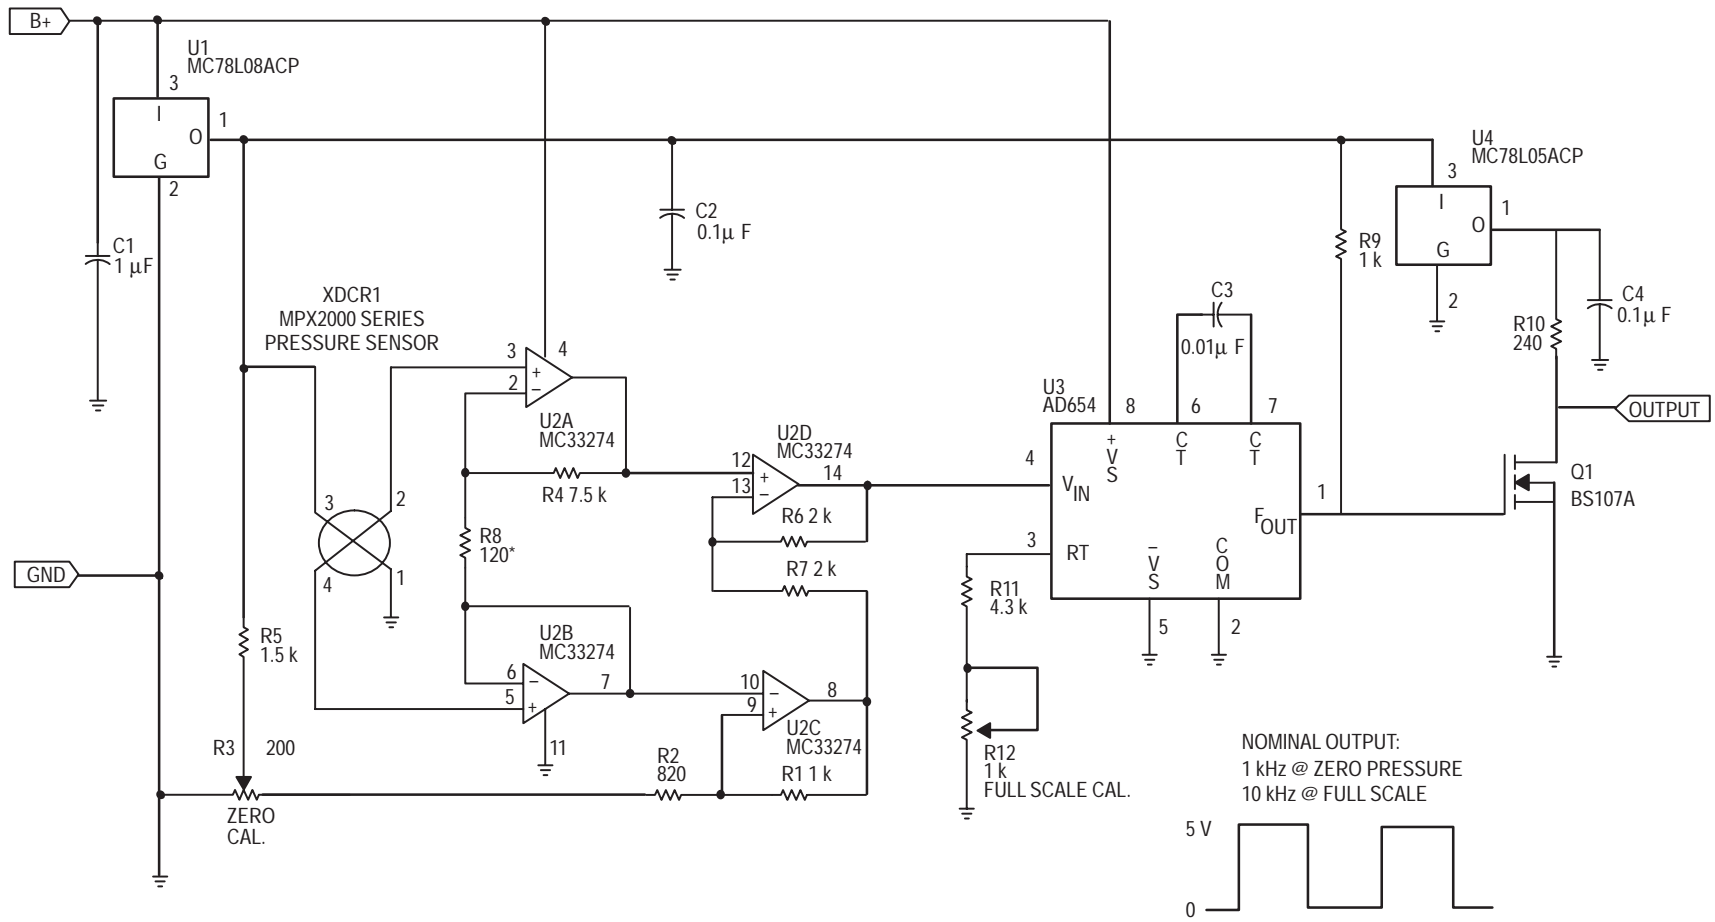 B+
U1
MC78L08ACP
3
I
O
1
G
2
C1
1 µF
C2
0.1µ F
U4
MC78L05ACP
3
I
O
1
G
2
R9
1 k
C4
0.1µ F
R10
240
OUTPUT
Q1
BS107A
XDCR1
MPX2000 SERIES
PRESSURE SENSOR
3
2
4
1
GND
3
+
4
2
−
U2A
MC33274
R4 7.5 k
R8
120*
U2D
MC33274
12
+
14
13
−
R6 2 k
R7 2 k
U2B
MC33274
6
−
7
5
+
11
10
−
8
9
+
U2C
MC33274
R5
1.5 k
R3 200
ZERO
CAL.
R2
820
R1 1 k
C3
0.01µ F
U3
AD654
8
6
7
+
V
S
C
T
C
T
4
VIN
1
FOUT
3
RT
−
V
S
C
O
M
5
2
R11
4.3 k
R12
1 k
FULL SCALE CAL.
NOMINAL OUTPUT:
1 kHz @ ZERO PRESSURE
10 kHz @ FULL SCALE
5 V
0